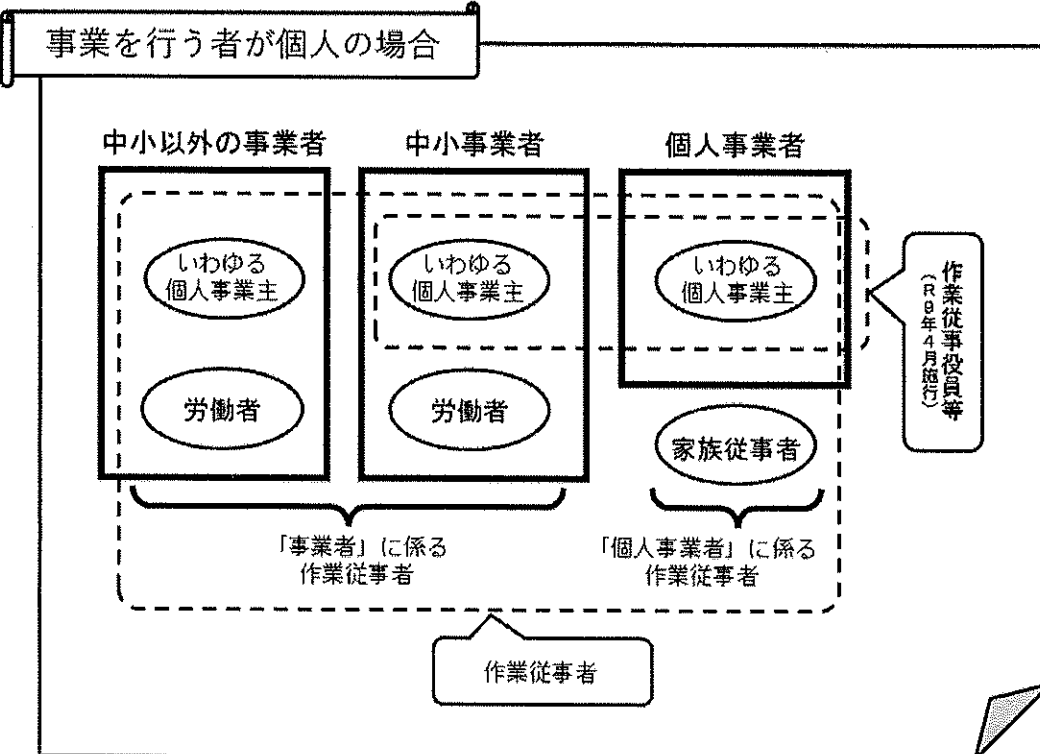 事業を行う者が個人の場合
中小以外の事業者
中小事業者
個人事業者
いわゆる
個人事業主
いわゆる
個人事業主
いわゆる
個人事業主
作業従事役員等
（R9年4月施行）
労働者
労働者
家族従事者
「事業者」に係る
作業従事者
「個人事業者」に係る
作業従事者
作業従事者